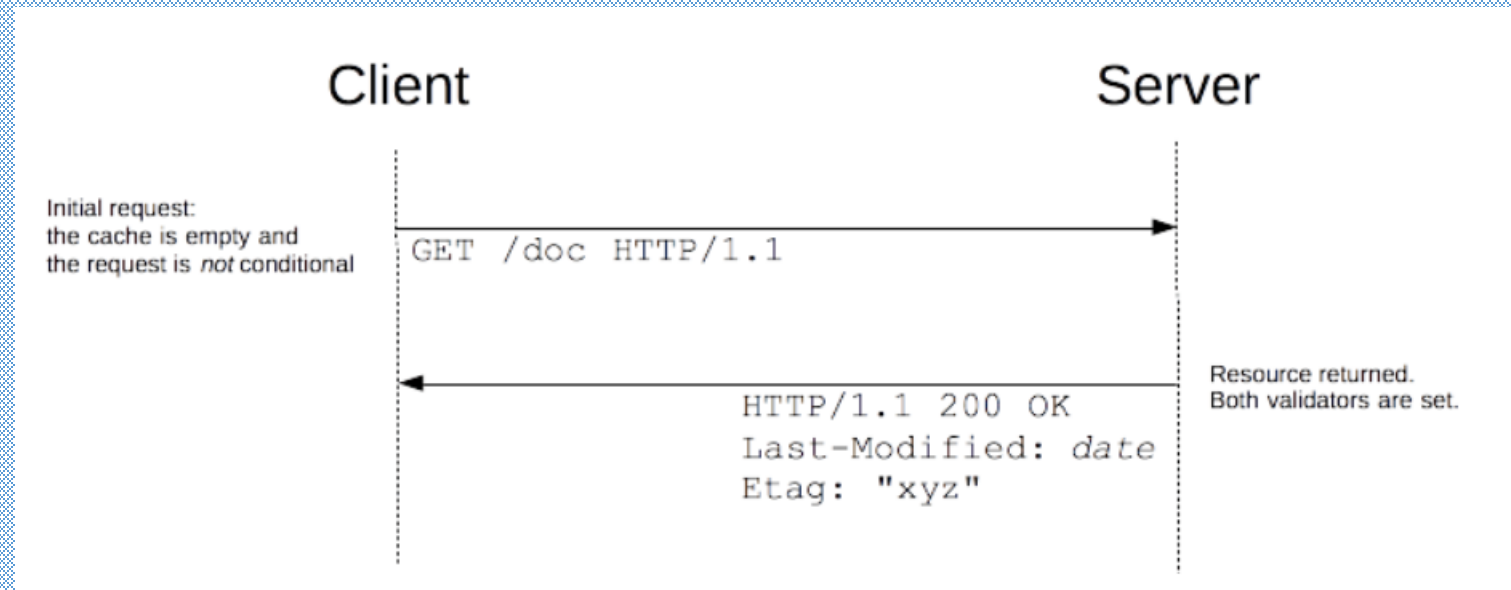 Client
Server
Initial request:
the cache is empty and
the request is not conditional
GET /doc HTTP/1.1
Resource returned.
Both validators are set.
HTTP/1.1 200 OK
Last-Modified: date
Etag: "xyz"